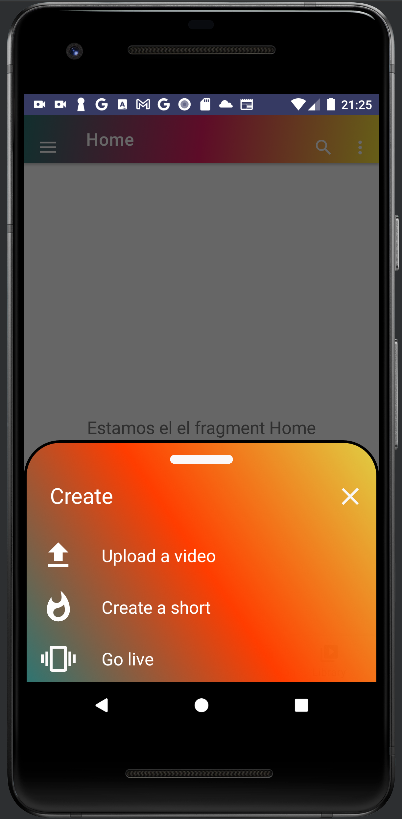 21:25
Home
Estamos el el fragment Home
Create
Upload a video
Create a short
Go live